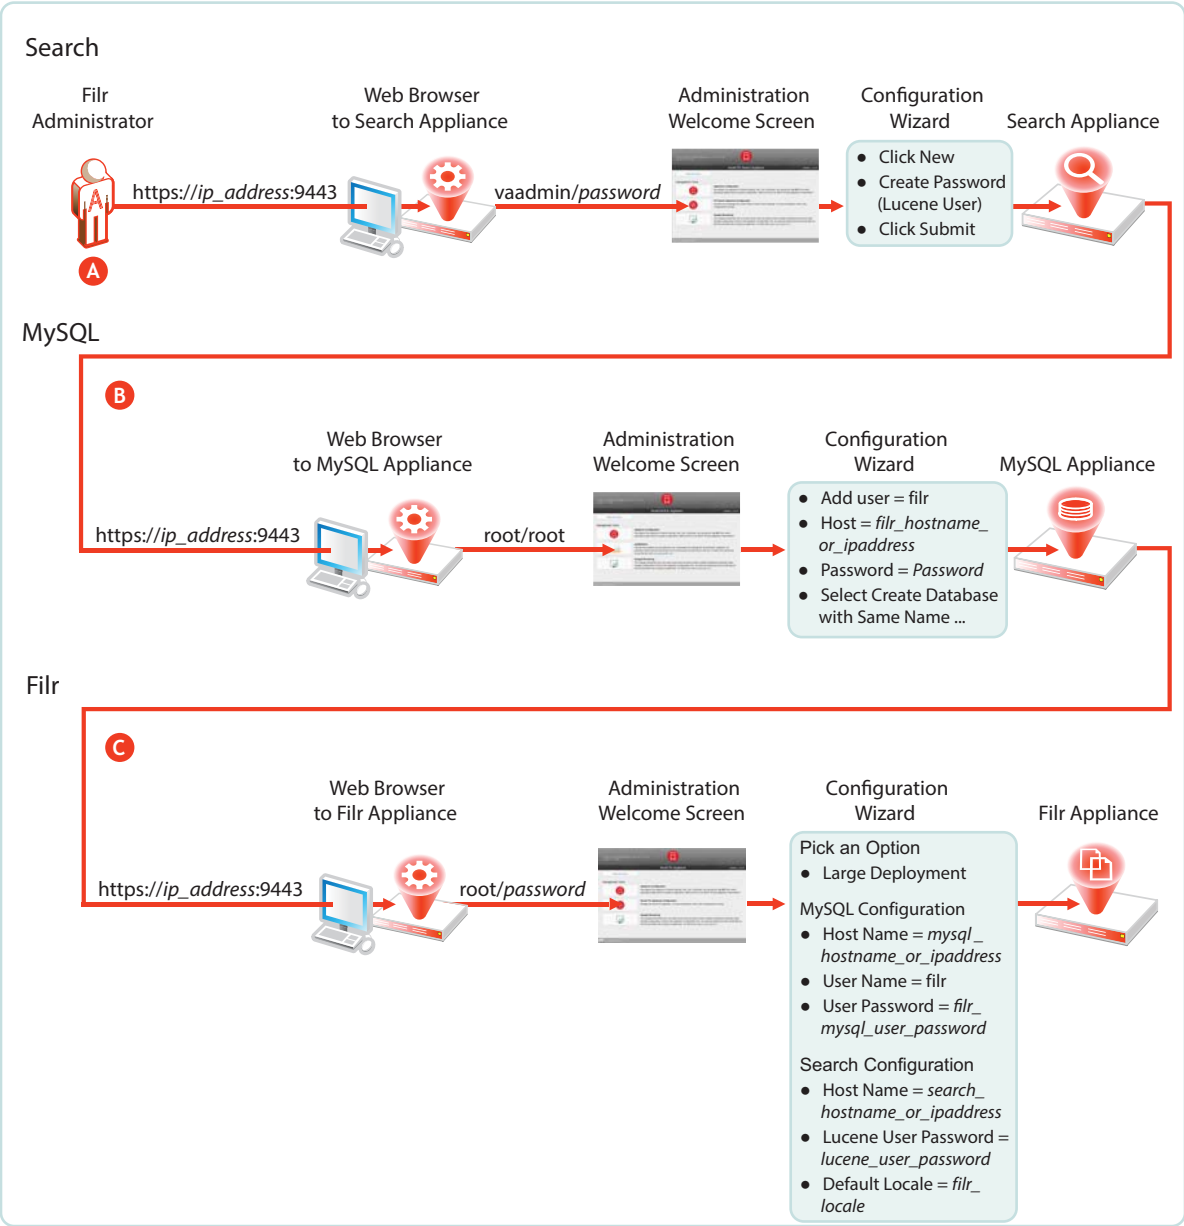 Search
Filr
Administrator
Web Browser
to Search Appliance
Administration
Welcome Screen
Configuration
Wizard
Search Appliance
https://ip_address:9443
vaadmin/password
● Click New
● Create Password
(Lucene User)
● Click Submit
A
A
MySQL
B
Web Browser
to MySQL Appliance
Administration
Welcome Screen
Configuration
Wizard
MySQL Appliance
https://ip_address:9443
root/root
● Add user = filr
● Host = filr_hostname_
or_ipaddress
● Password = Password
● Select Create Database
with Same Name ...
Filr
C
Web Browser
to Filr Appliance
Administration
Welcome Screen
Configuration
Wizard
Filr Appliance
https://ip_address:9443
root/password
Pick an Option
● Large Deployment
MySQL Configuration
● Host Name = mysql_
hostname_or_ipaddress
● User Name = filr
● User Password = filr_
mysql_user_password
Search Configuration
● Host Name = search_
hostname_or_ipaddress
● Lucene User Password =
lucene_user_password
● Default Locale = filr_
locale